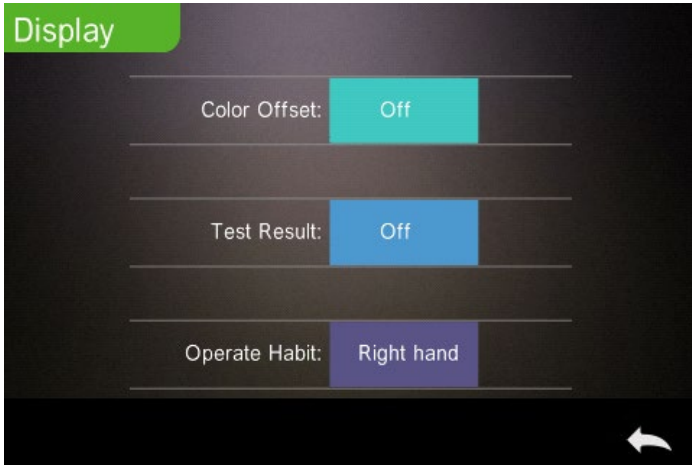 Display
Color Offset: Off
Test Result: Off
Operate Habit: Right hand